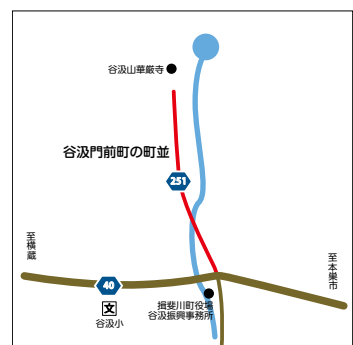 谷汲山華厳寺
谷汲門前町の町並
251
至横蔵
至本巣市
40
文
谷汲小
揖斐川町役場
谷汲振興事務所